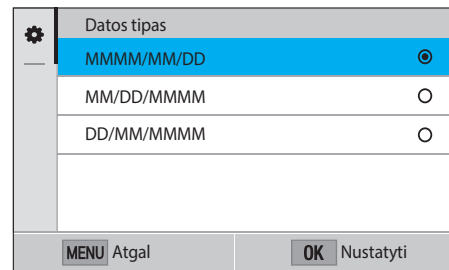 Datos tipas
MMMM/MM/DD
MM/DD/MMMM
DD/MM/MMMM
MENU Atgal
OK Nustatyti